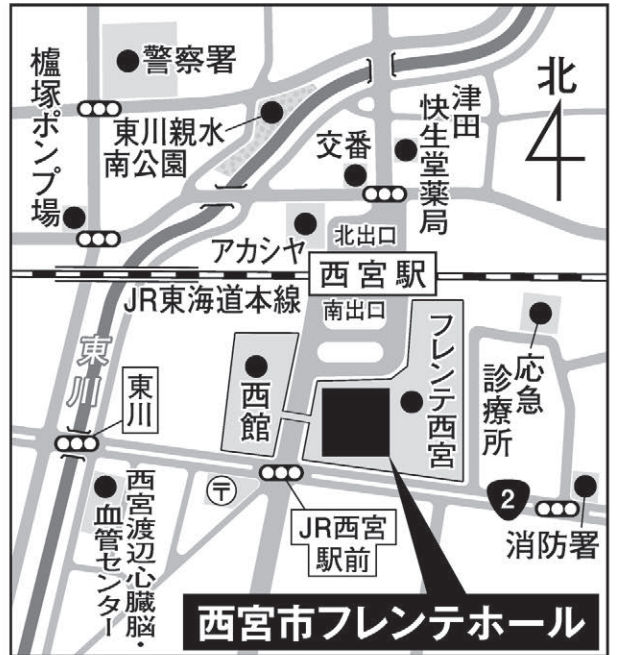 警察署
櫨塚ポンプ場
東川親水
南公園
交番
津田
快生堂薬局
北
アカシヤ
北出口
西宮駅
JR東海道本線
南出口
東川
東川
西館
フレンテ西宮
応急
診療所
〒
JR西宮
駅前
2
消防署
西宮渡辺心臓脳・
血管センター
西宮市フレンテホール